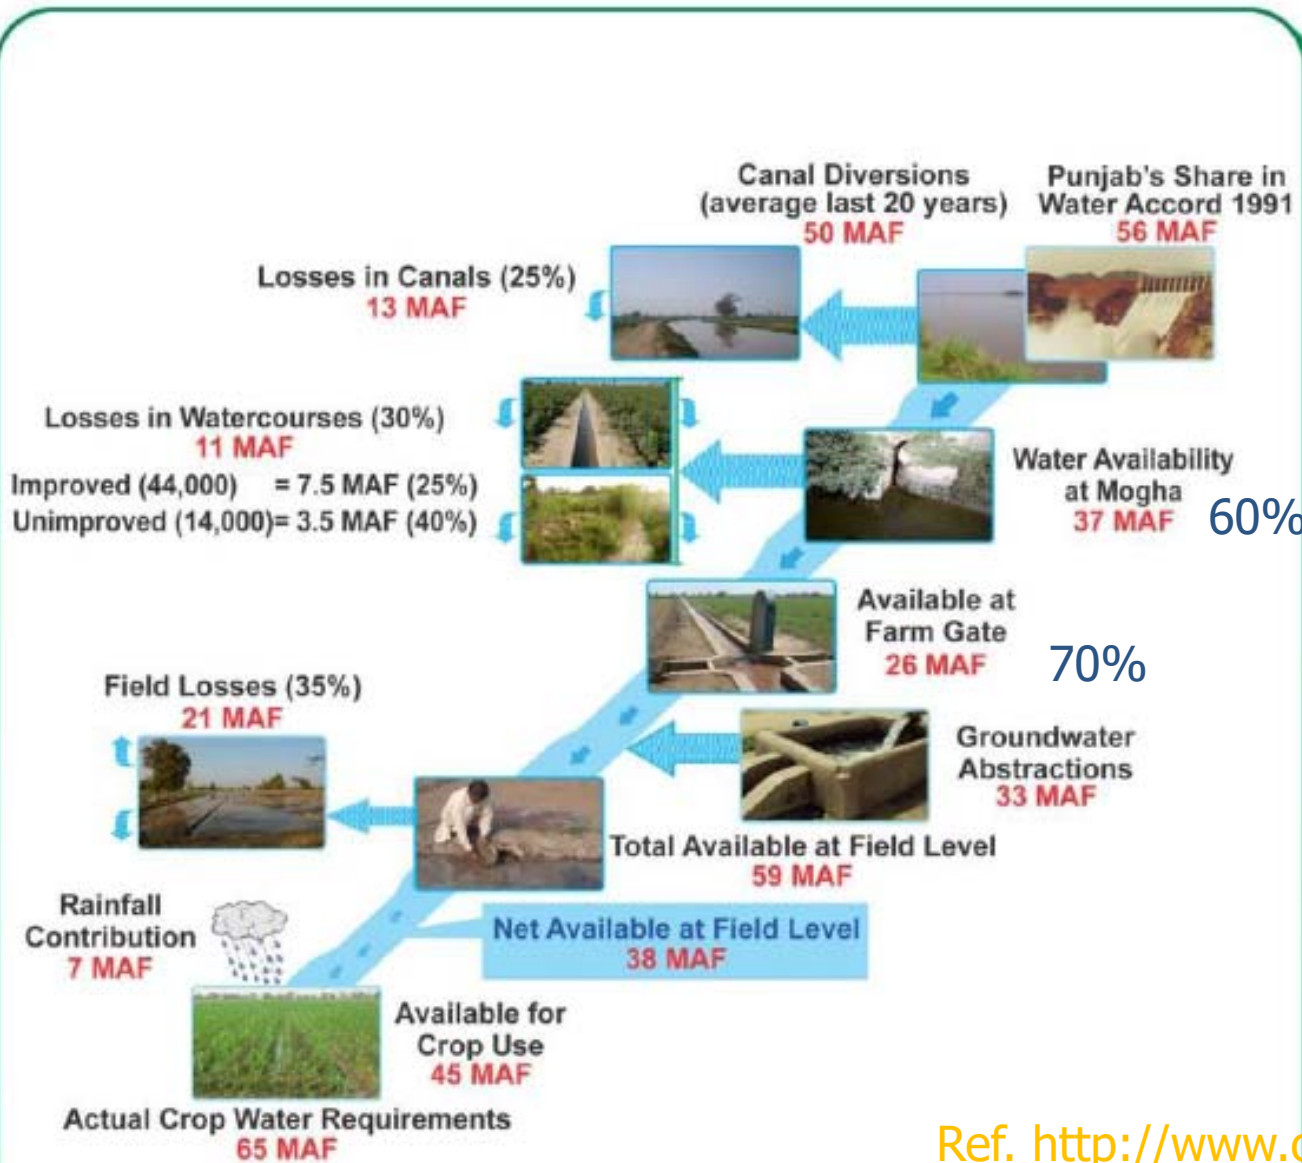 Canal Diversions
(average last 20 years)
50 MAF
Punjab's Share in
Water Accord 1991
56 MAF
Losses in Canals (25%)
13 MAF
Losses in Watercourses (30%)
11 MAF
Improved (44,000) = 7.5 MAF (25%)
Unimproved (14,000)= 3.5 MAF (40%)
Water Availability
at Mogha
37 MAF
60%
Available at
Farm Gate
26 MAF
70%
Field Losses (35%)
21 MAF
Groundwater
Abstractions
33 MAF
Total Available at Field Level
59 MAF
Rainfall
Contribution
7 MAF
Net Available at Field Level
38 MAF
Available for
Crop Use
45 MAF
Actual Crop Water Requirements
65 MAF
Ref. http://www.